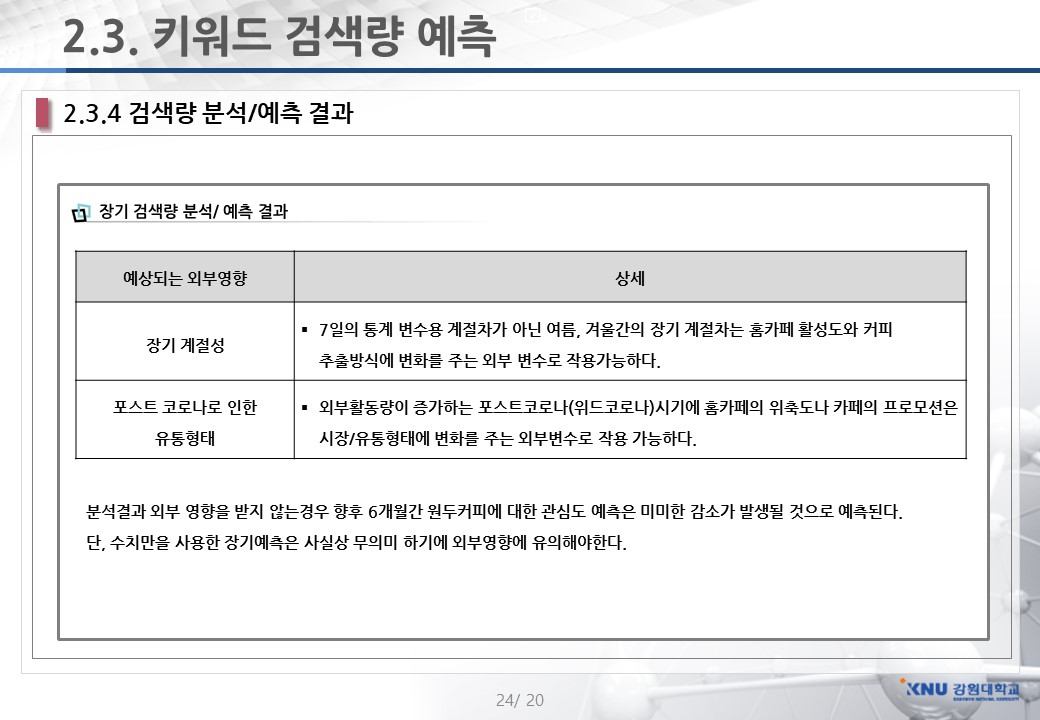 2.3. 키워드 검색량 예측
2.3.4 검색량 분석/예측 결과
장기 검색량 분석/ 예측 결과
예상되는 외부영향
상세
장기 계절성
▪ 7일의 통계 변수용 계절차가 아닌 여름, 겨울간의 장기 계절차는 홈카페 활성도와 커피
추출방식에 변화를 주는 외부 변수로 작용가능하다.
포스트 코로나로 인한
유통형태
▪ 외부활동량이 증가하는 포스트코로나(위드코로나)시기에 홈카페의 위축도나 카페의 프로모션은
시장/유통형태에 변화를 주는 외부변수로 작용 가능하다.
분석결과 외부 영향을 받지 않는경우 향후 6개월간 원두커피에 대한 관심도 예측은 미미한 감소가 발생될 것으로 예측된다.
단, 수치만을 사용한 장기예측은 사실상 무의미 하기에 외부영향에 유의해야한다.
24/ 20
KNU 강원대학교